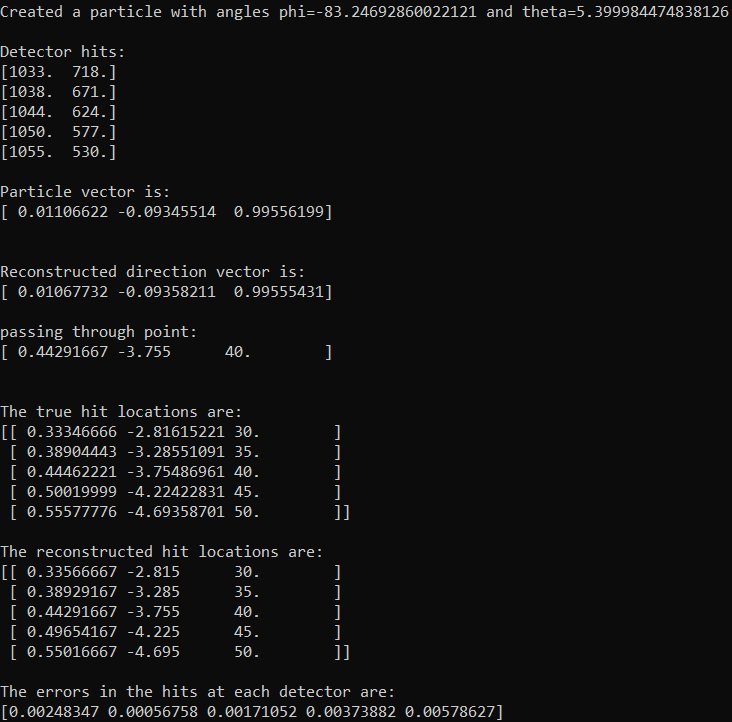 Created a particle with angles phi=-83.24692860022121 and theta=5.399984474838126
Detector hits:
[1033.  718.]
[1038.  671.]
[1044.  624.]
[1050.  577.]
[1055.  530.]
Particle vector is:
[ 0.01106622 -0.09345514  0.99556199]
Reconstructed direction vector is:
[ 0.01067732 -0.09358211  0.99555431]
passing through point:
[ 0.44291667 -3.755      40.        ]
The true hit locations are:
[[ 0.33346666 -2.81615221 30.        ]
 [ 0.38904443 -3.28551091 35.        ]
 [ 0.44462221 -3.75486961 40.        ]
 [ 0.50019999 -4.22422831 45.        ]
 [ 0.55577776 -4.69358701 50.        ]]
The reconstructed hit locations are:
[[ 0.33566667 -2.815      30.        ]
 [ 0.38929167 -3.285      35.        ]
 [ 0.44291667 -3.755      40.        ]
 [ 0.49654167 -4.225      45.        ]
 [ 0.55016667 -4.695      50.        ]]
The errors in the hits at each detector are:
[0.00248347 0.00056758 0.00171052 0.00373882 0.00578627]